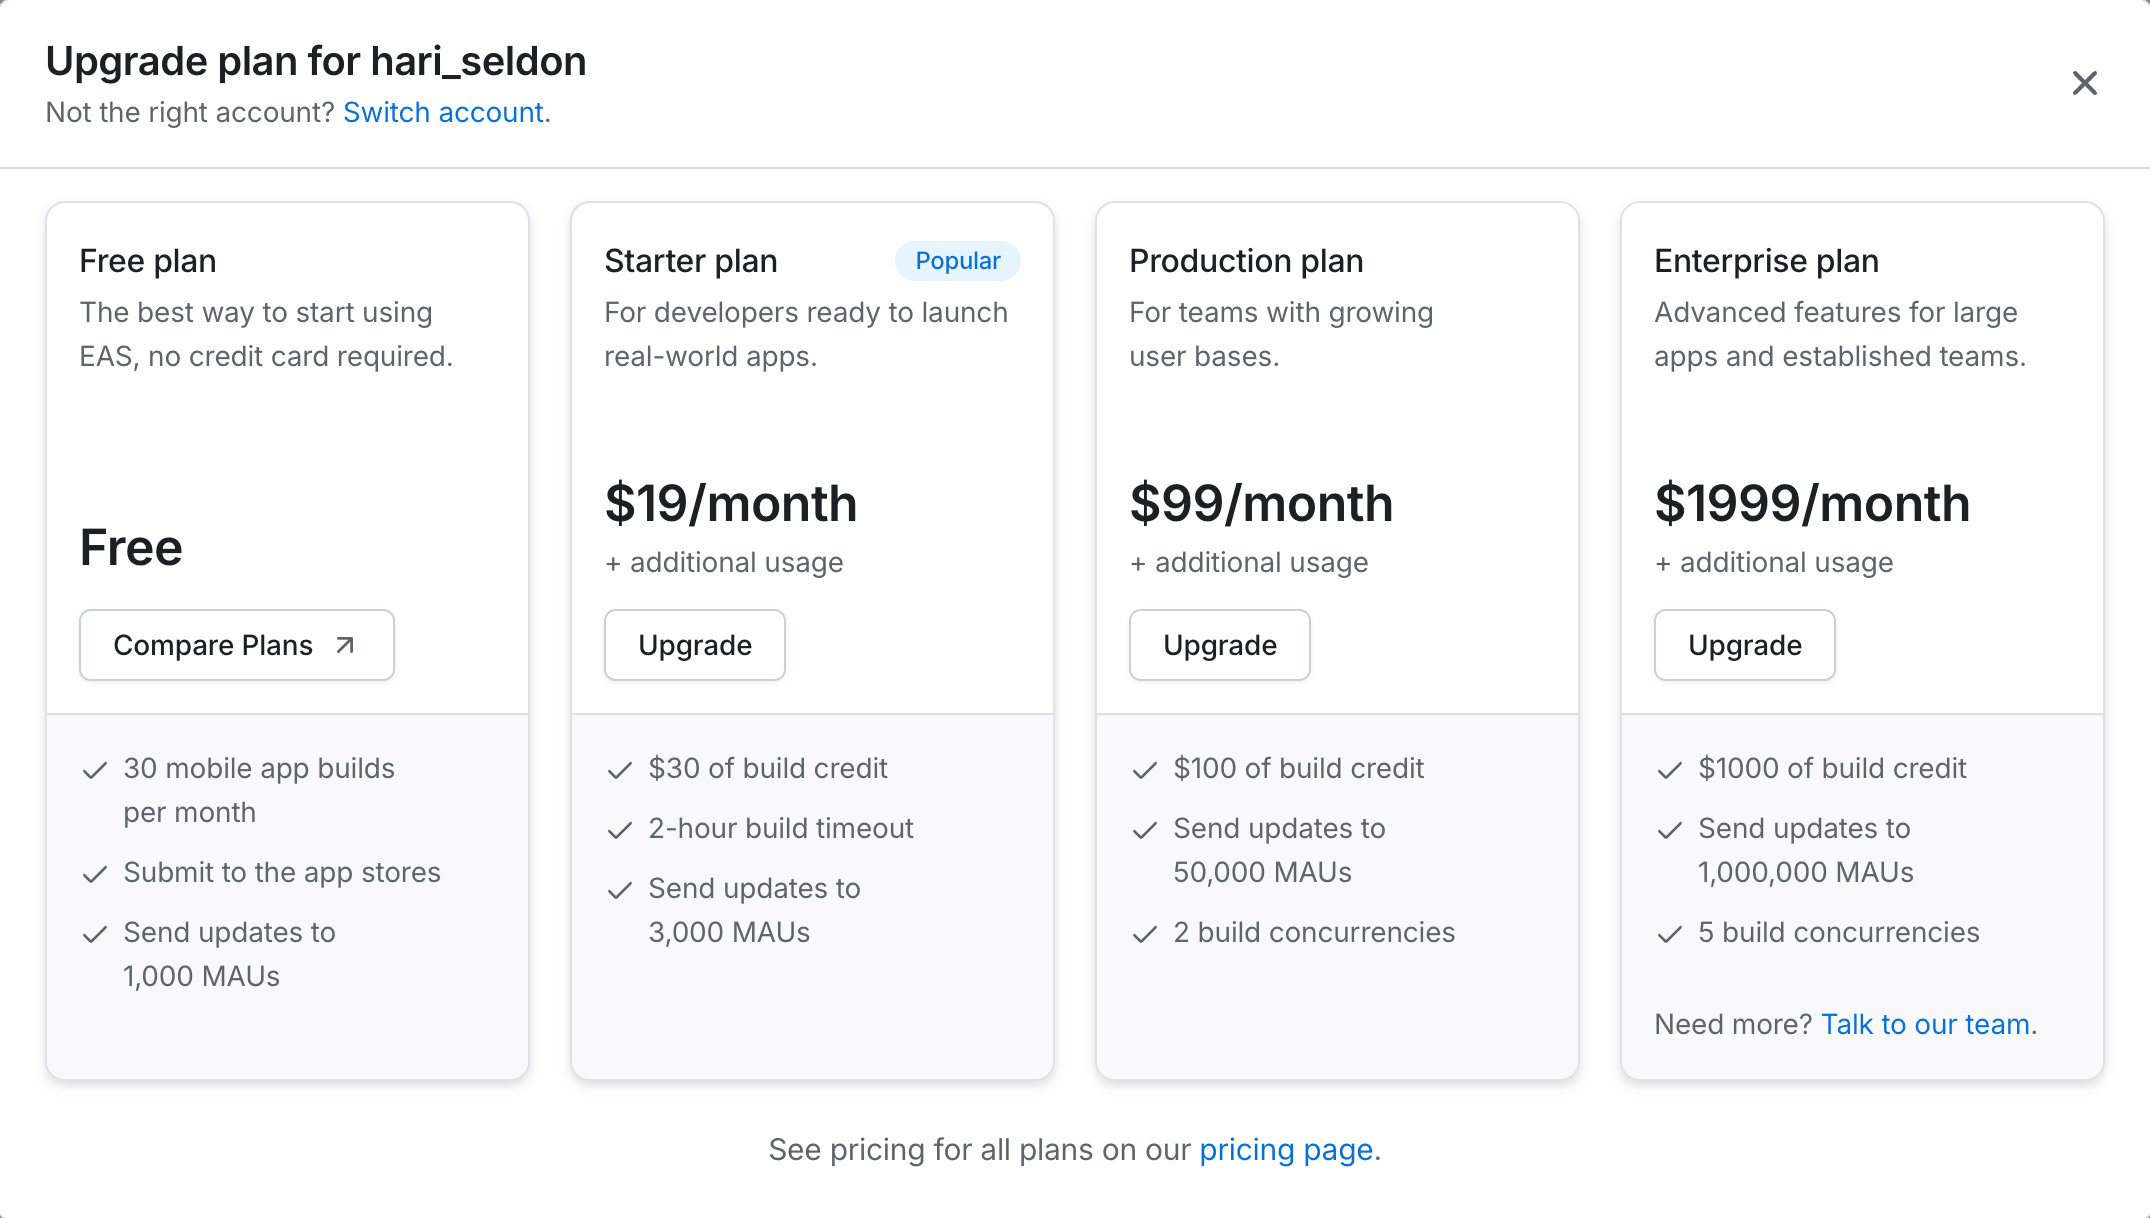 Upgrade plan for hari_seldon
Not the right account? Switch account.
Free plan
The best way to start using
EAS, no credit card required.
Free
Compare Plans
30 mobile app builds
per month
Submit to the app stores
Send updates to
1,000 MAUs
Starter plan
Popular
For developers ready to launch
real-world apps.
$19/month
+ additional usage
Upgrade
$30 of build credit
2-hour build timeout
Send updates to
3,000 MAUs
Production plan
For teams with growing
user bases.
$99/month
+ additional usage
Upgrade
$100 of build credit
Send updates to
50,000 MAUs
2 build concurrencies
Enterprise plan
Advanced features for large
apps and established teams.
$1999/month
+ additional usage
Upgrade
$1000 of build credit
Send updates to
1,000,000 MAUs
5 build concurrencies
Need more? Talk to our team.
See pricing for all plans on our pricing page.